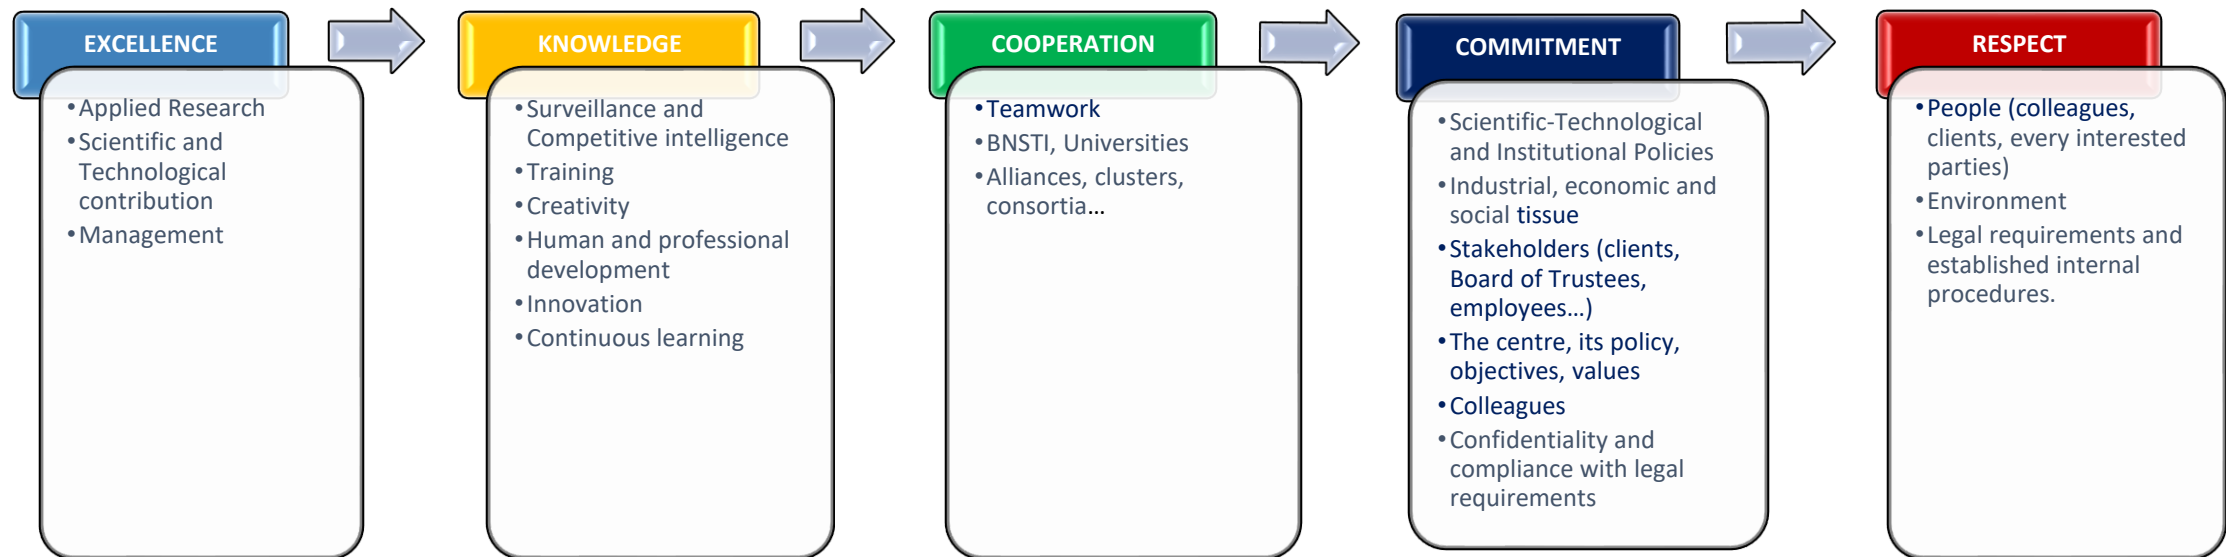 EXCELLENCE
• Applied Research
• Scientific and
Technological
contribution
• Management
KNOWLEDGE
• Surveillance and
Competitive intelligence
• Training
• Creativity
• Human and professional
development
• Innovation
• Continuous learning
COOPERATION
• Teamwork
• BNSTI, Universities
• Alliances, clusters,
consortia...
COMMITMENT
• Scientific-Technological
and Institutional Policies
• Industrial, economic and
social tissue
• Stakeholders (clients,
Board of Trustees,
employees...)
• The centre, its policy,
objectives, values
• Colleagues
• Confidentiality and
compliance with legal
requirements
RESPECT
• People (colleagues,
clients, every interested
parties)
• Environment
• Legal requirements and
established internal
procedures.